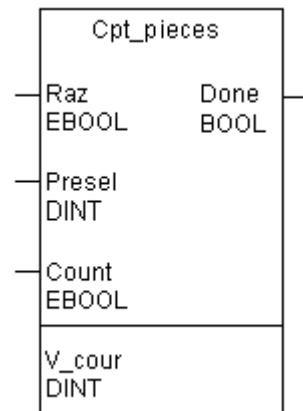 Cpt_pieces
Raz Done
EBOOL BOOL
Presel
DINT
Count
EBOOL
V_cour
DINT